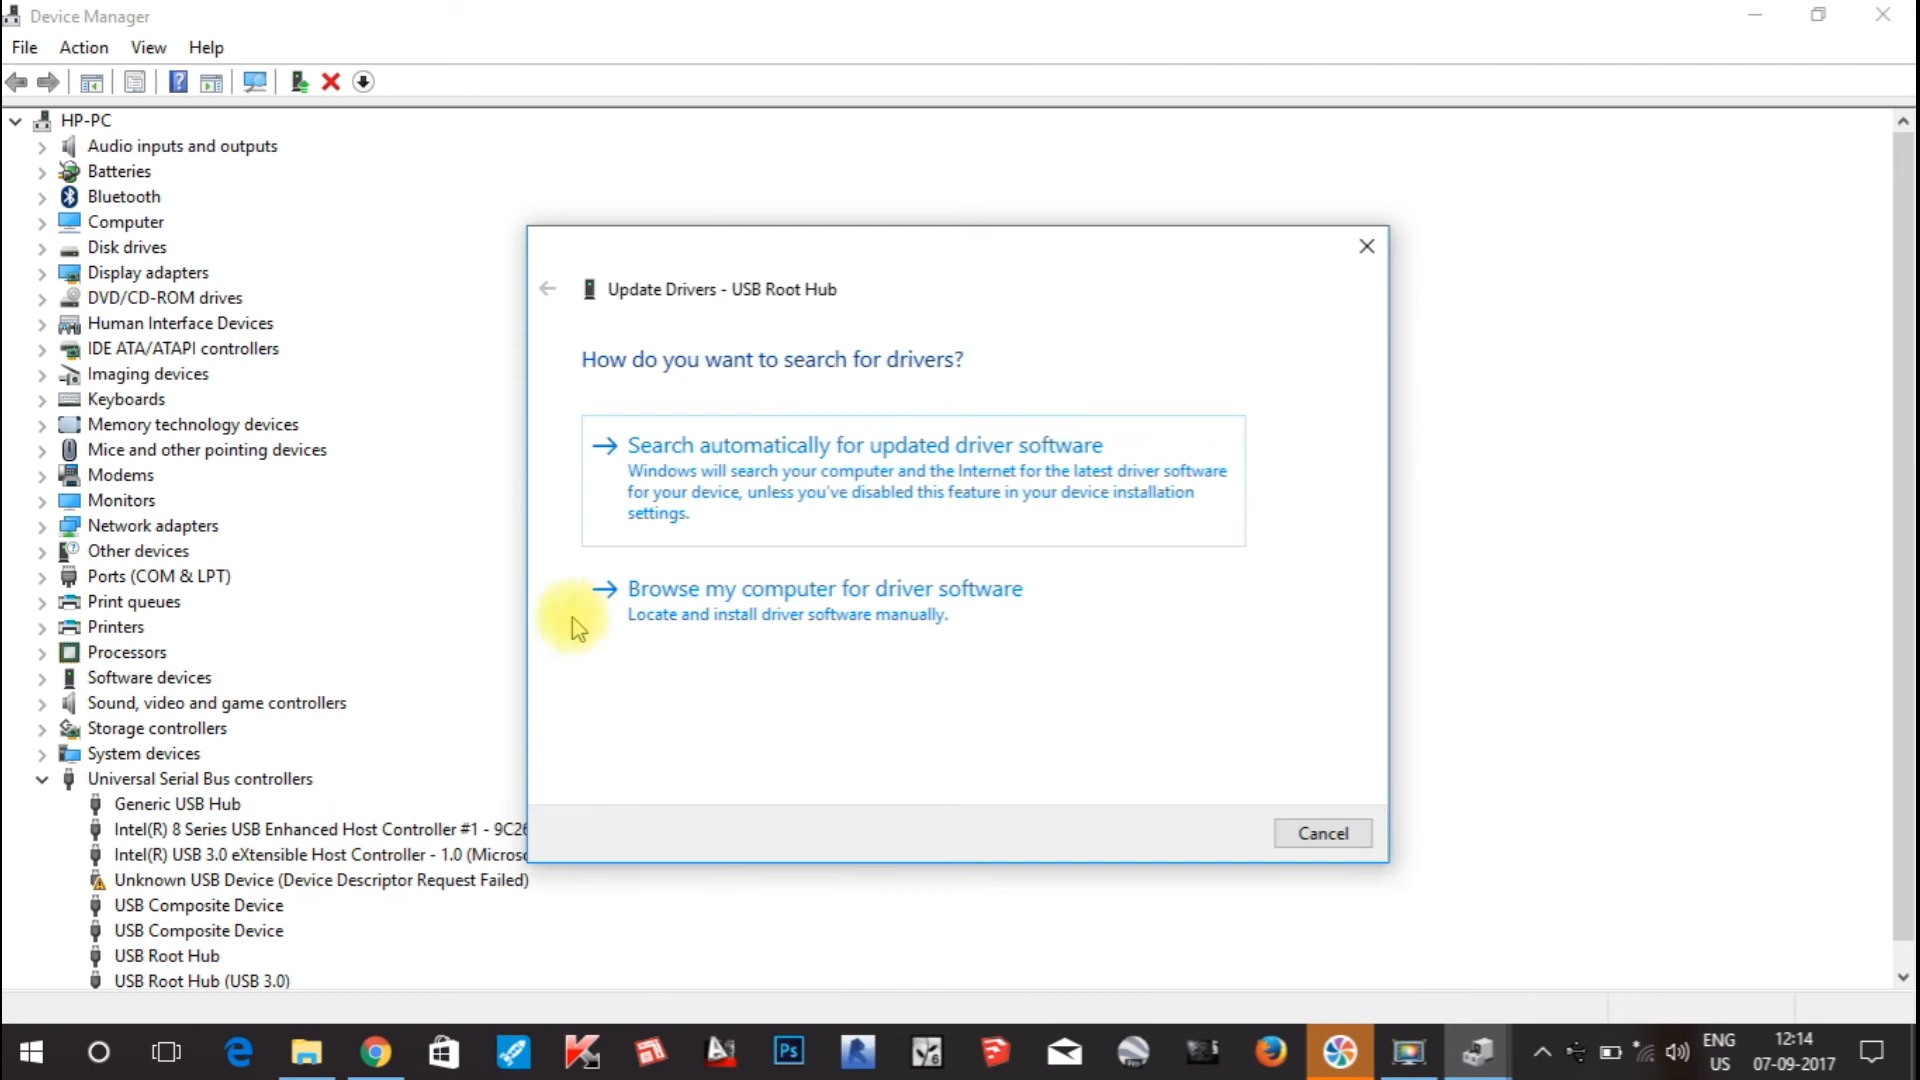 Device Manager
File Action View Help
HP-PC
Audio inputs and outputs
Batteries
Bluetooth
Computer
Disk drives
Display adapters
DVD/CD-ROM drives
Human Interface Devices
IDE ATA/ATAPI controllers
Imaging devices
Keyboards
Memory technology devices
Mice and other pointing devices
Modems
Monitors
Network adapters
Other devices
Ports (COM & LPT)
Print queues
Printers
Processors
Software devices
Sound, video and game controllers
Storage controllers
System devices
Universal Serial Bus controllers
Generic USB Hub
Intel(R) 8 Series USB Enhanced Host Controller #1 - 9C26
Intel(R) USB 3.0 eXtensible Host Controller - 1.0 (Micros
Unknown USB Device (Device Descriptor Request Failed)
USB Composite Device
USB Composite Device
USB Root Hub
USB Root Hub (USB 3.0)
Update Drivers - USB Root Hub
How do you want to search for drivers?
Search automatically for updated driver software
Windows will search your computer and the Internet for the latest driver software
for your device, unless you've disabled this feature in your device installation
settings.
Browse my computer for driver software
Locate and install driver software manually.
Cancel
Ps
ENG
US
12:14
07-09-2017